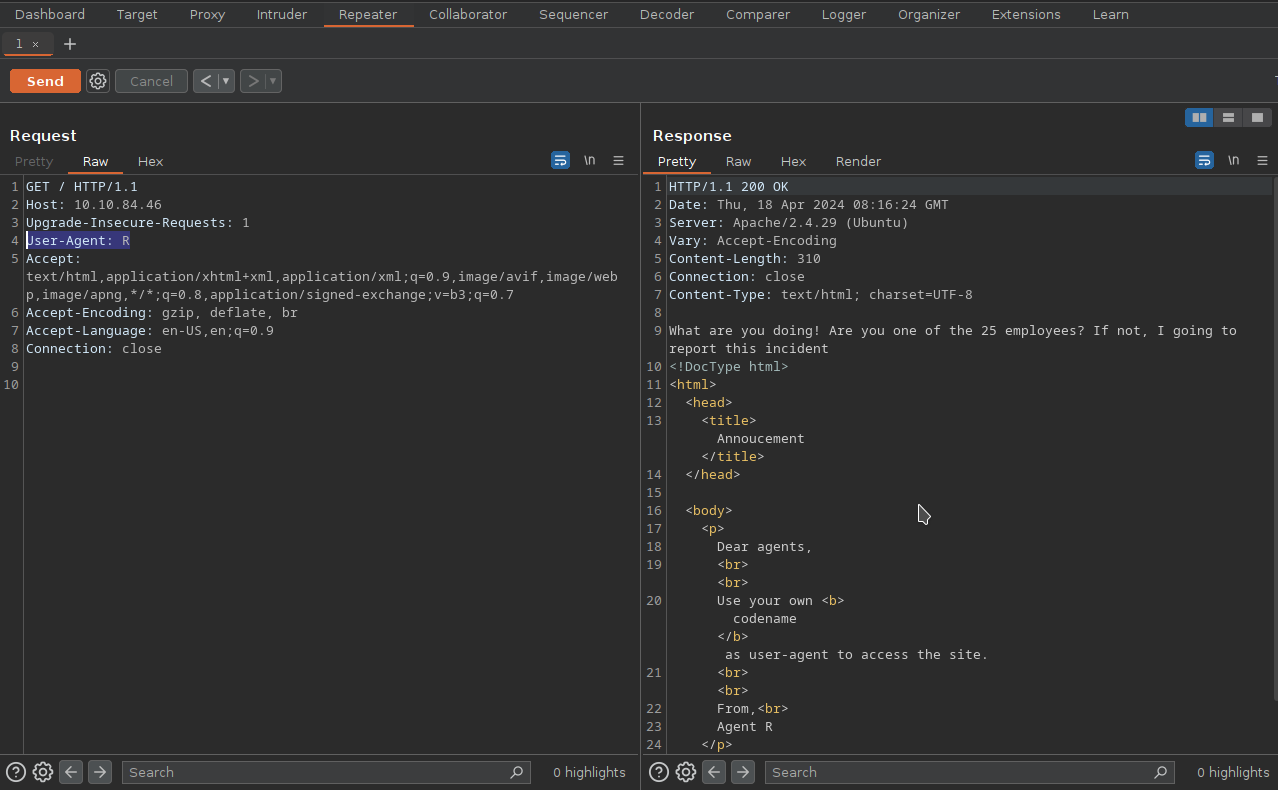 Dashboard Target Proxy Intruder Repeater Collaborator Sequencer Decoder Comparer Logger Organizer Extensions Learn
1 × +
Send Cancel < ▾ > ▾
Request
Pretty Raw Hex \n
1 GET / HTTP/1.1
2 Host: 10.10.84.46
3 Upgrade-Insecure-Requests: 1
4 User-Agent: R
5 Accept:
text/html,application/xhtml+xml,application/xml;q=0.9,image/avif,image/web
p,image/apng,*/*;q=0.8,application/signed-exchange;v=b3;q=0.7
6 Accept-Encoding: gzip, deflate, br
7 Accept-Language: en-US,en;q=0.9
8 Connection: close
9
10
? Search 0 highlights
Response
Pretty Raw Hex Render \n
1 HTTP/1.1 200 OK
2 Date: Thu, 18 Apr 2024 08:16:24 GMT
3 Server: Apache/2.4.29 (Ubuntu)
4 Vary: Accept-Encoding
5 Content-Length: 310
6 Connection: close
7 Content-Type: text/html; charset=UTF-8
8
9 What are you doing! Are you one of the 25 employees? If not, I going to
report this incident
10 <!DocType html>
11 <html>
12 <head>
13 <title>
Annoucement
</title>
14 </head>
15
16 <body>
17 <p>
18 Dear agents,
19 <br>
<br>
20 Use your own <b>
codename
</b>
as user-agent to access the site.
21 <br>
<br>
22 From,<br>
23 Agent R
24 </p>
? Search 0 highlights